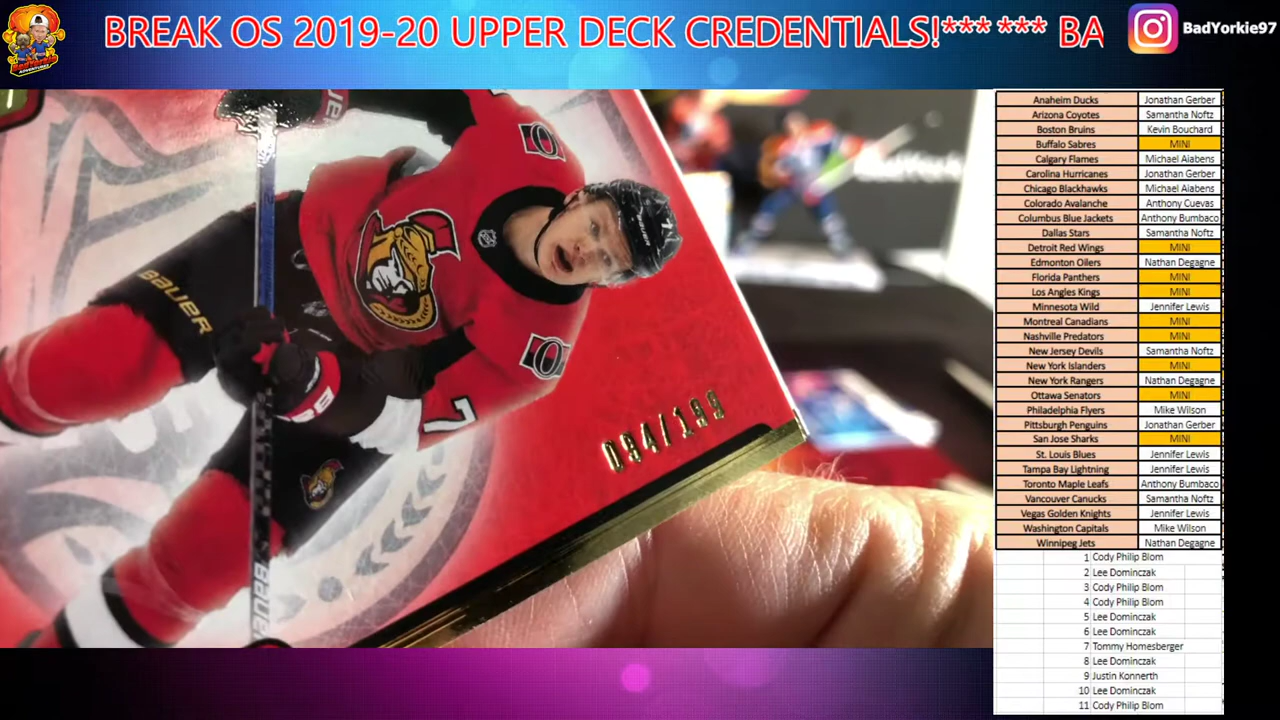 BREAK OS 2019-20 UPPER DECK CREDENTIALS!*** *** BA
BadYorkie97
Anaheim Ducks Jonathan Gerber
Arizona Coyotes Samantha Noftz
Boston Bruins Kevin Bouchard
Buffalo Sabres MINI
Calgary Flames Michael Aiabens
Carolina Hurricanes Jonathan Gerber
Chicago Blackhawks Michael Aiabens
Colorado Avalanche Anthony Cuevas
Columbus Blue Jackets Anthony Bumbaco
Dallas Stars Samantha Noftz
Detroit Red Wings MINI
Edmonton Oilers Nathan Degagne
Florida Panthers MINI
Los Angles Kings MINI
Minnesota Wild Jennifer Lewis
Montreal Canadians MINI
Nashville Predators MINI
New Jersey Devils Samantha Noftz
New York Islanders MINI
New York Rangers Nathan Degagne
Ottawa Senators MINI
Philadelphia Flyers Mike Wilson
Pittsburgh Penguins Jonathan Gerber
San Jose Sharks MINI
St. Louis Blues Jennifer Lewis
Tampa Bay Lightning Jennifer Lewis
Toronto Maple Leafs Anthony Bumbaco
Vancouver Canucks Samantha Noftz
Vegas Golden Knights Jennifer Lewis
Washington Capitals Mike Wilson
Winnipeg Jets Nathan Degagne
1 Cody Philip Blom
2 Lee Dominczak
3 Cody Philip Blom
4 Cody Philip Blom
5 Lee Dominczak
6 Lee Dominczak
7 Tommy Homesberger
8 Lee Dominczak
9 Justin Konnerth
10 Lee Dominczak
11 Cody Philip Blom
BAUER
7
094/199
BadYork